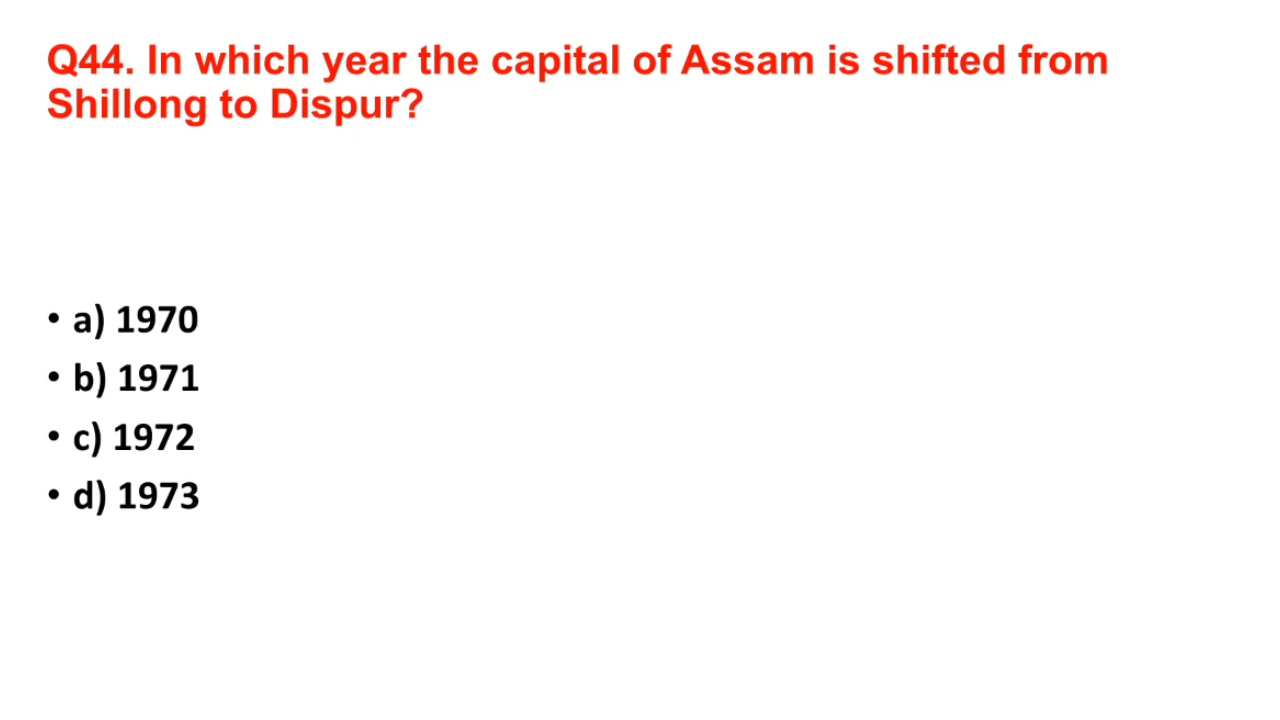 Q44. In which year the capital of Assam is shifted from
Shillong to Dispur?
• a) 1970
• b) 1971
• c) 1972
• d) 1973